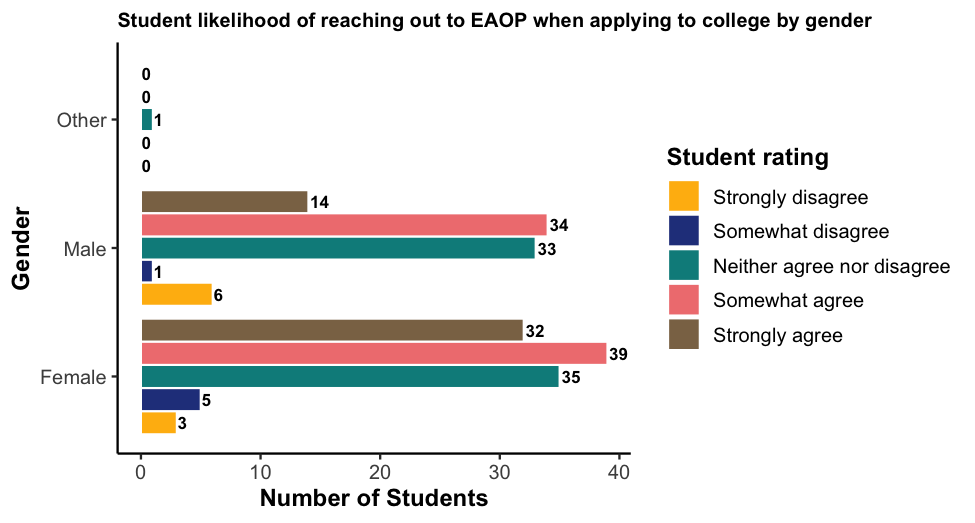 Student likelihood of reaching out to EAOP when applying to college by gender
0
0
Other
1
0
0
14
34
Male
33
1
6
32
39
Female
35
5
3
0 10 20 30 40
Number of Students
Gender
Student rating
Strongly disagree
Somewhat disagree
Neither agree nor disagree
Somewhat agree
Strongly agree